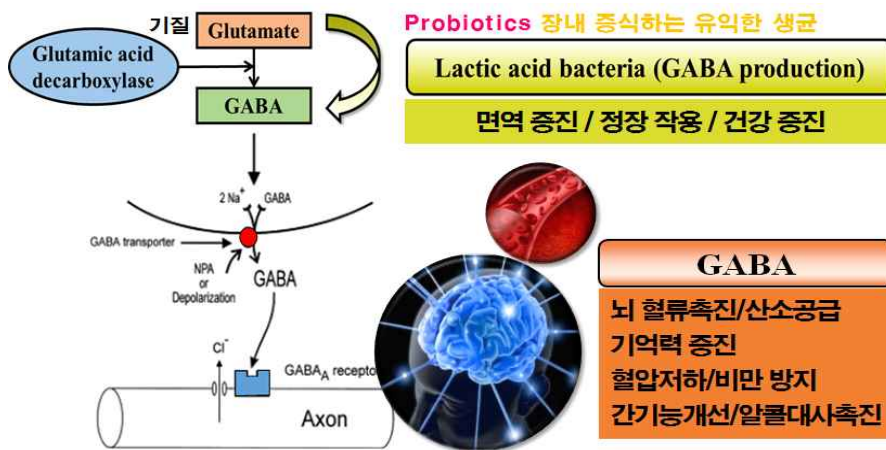 기질
Glutamate
Glutamic acid
decarboxylase
GABA
Probiotics 장내 증식하는 유익한 생균
Lactic acid bacteria (GABA production)
면역 증진 / 정장 작용 / 건강 증진
2 Na+
GABA
GABA transporter
NPA
or
Depolarization
GABA
Cl-
GABAA recepto
Axon
GABA
뇌 혈류촉진/산소공급
기억력 증진
혈압저하/비만 방지
간기능개선/알콜대사촉진